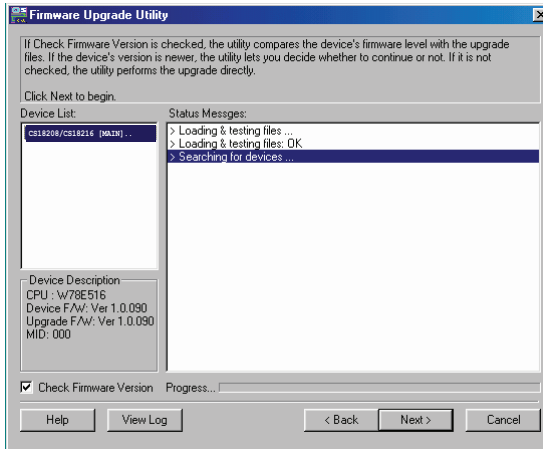 Firmware Upgrade Utility
If Check Firmware Version is checked, the utility compares the device's firmware level with the upgrade
files. If the device's version is newer, the utility lets you decide whether to continue or not. If it is not
checked, the utility performs the upgrade directly.
Click Next to begin.
Device List:
Status Messges:
CS18208/CS18216 [MAIN]..
> Loading & testing files ...
> Loading & testing files: OK
> Searching for devices ...
Device Description
CPU : W78E516
Device F/W: Ver 1.0.090
Upgrade F/W: Ver 1.0.090
MID: 000
Check Firmware Version
Progress...
Help
View Log
< Back
Next >
Cancel